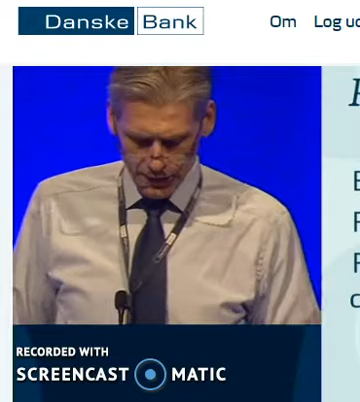 Danske Bank
Om Log ud
RECORDED WITH
SCREENCAST MATIC